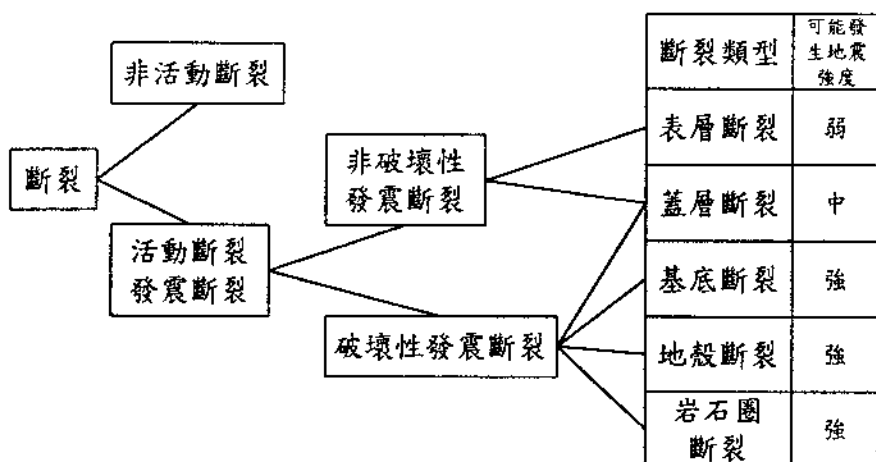 斷裂
非活動斷裂
活動斷裂
發震斷裂
非破壞性
發震斷裂
破壞性發震斷裂
斷裂類型
可能發
生地震
強度
表層斷裂
弱
蓋層斷裂
中
基底斷裂
強
地殼斷裂
強
岩石圈
斷裂
強